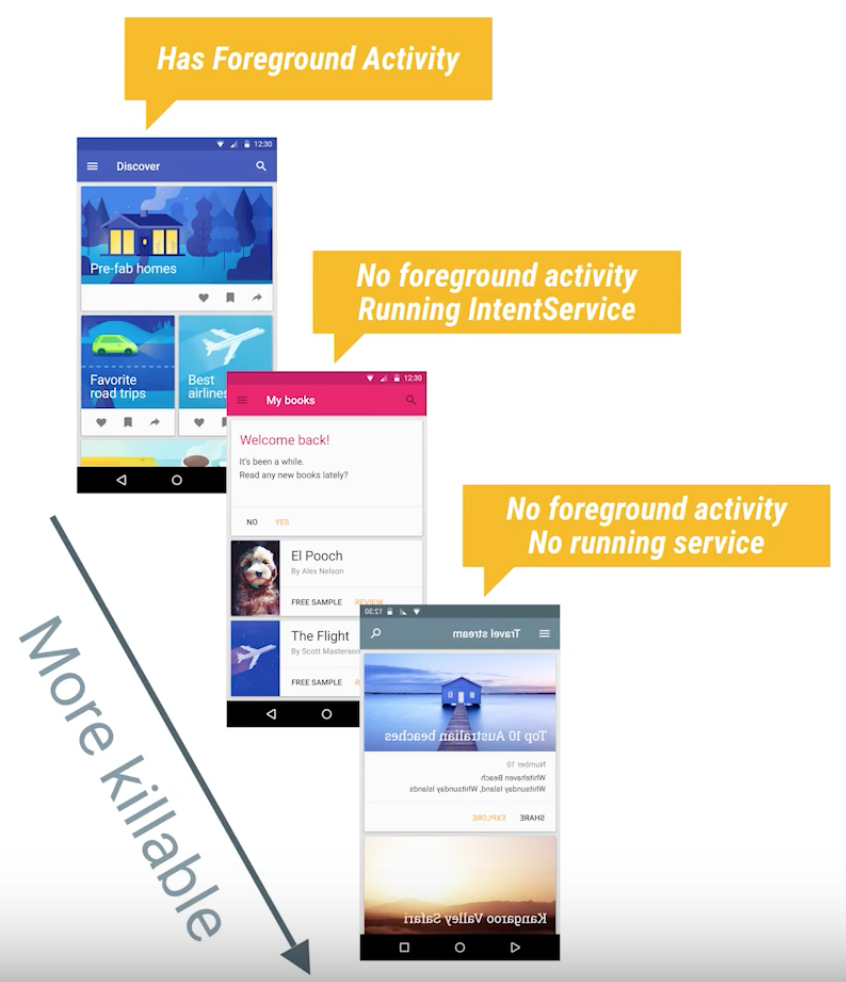 Has Foreground Activity
12:30
Discover
Pre-fab homes
Favorite
road trips
Best
airlines
No foreground activity
Running IntentService
12:30
My books
Welcome back!
It's been a while.
Read any new books lately?
NO YES
El Pooch
By Alex Nelson
FREE SAMPLE REVIEW
The Flight
By Scott Masterson
FREE SAMPLE R
No foreground activity
No running service
12:30
Travel stream
Top 10 Australian beaches
Number 10
Whitehaven Beach
Whitsunday Island, Whitsunday Islands
SHARE EXPLORE
Kangaroo Valley Safari
More killable